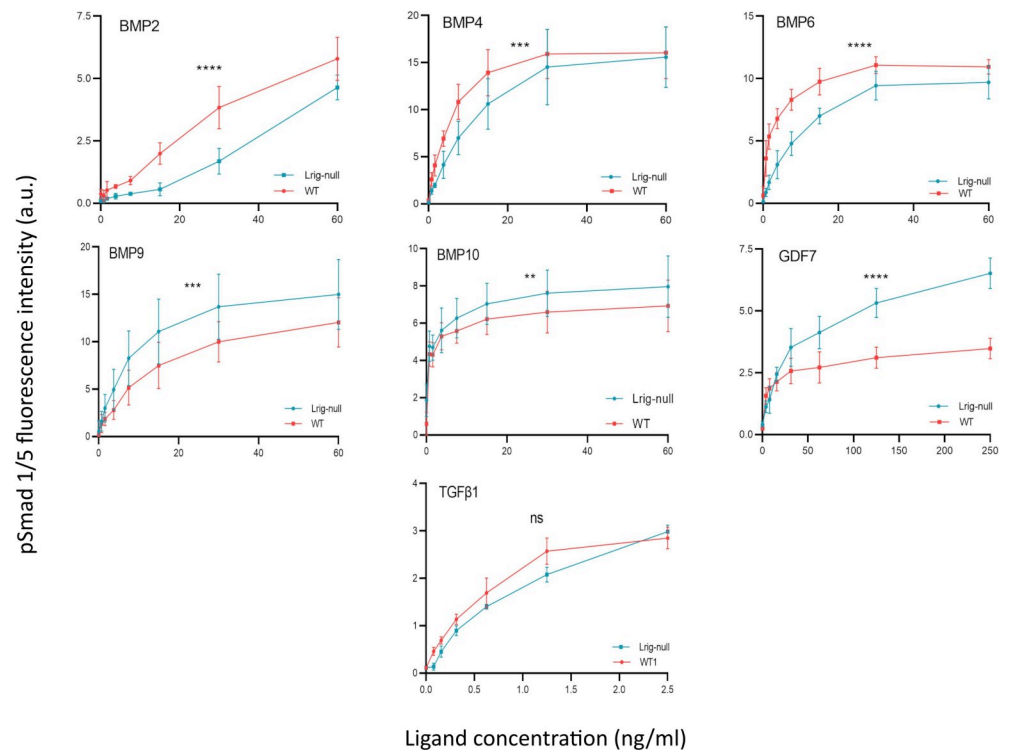 pSmad 1/5 fluorescence intensity (a.u.)
BMP2
7.5
5.0
2.5
0.0
0 20 40 60
****
Lrig-null
WT
BMP4
20
15
10
5
0
0 20 40 60
***
Lrig-null
WT
BMP6
15
10
5
0
0 20 40 60
****
Lrig-null
WT
BMP9
20
15
10
5
0
0 20 40 60
***
Lrig-null
WT
BMP10
8
6
4
2
0
0 20 40 60
**
Lrig-null
WT
GDF7
7.5
5.0
2.5
0.0
0 50 100 150 200 250
****
Lrig-null
WT
TGFβ1
4
3
2
1
0
0.0 0.5 1.0 1.5 2.0 2.5
ns
Lrig-null
WT1
Ligand concentration (ng/ml)